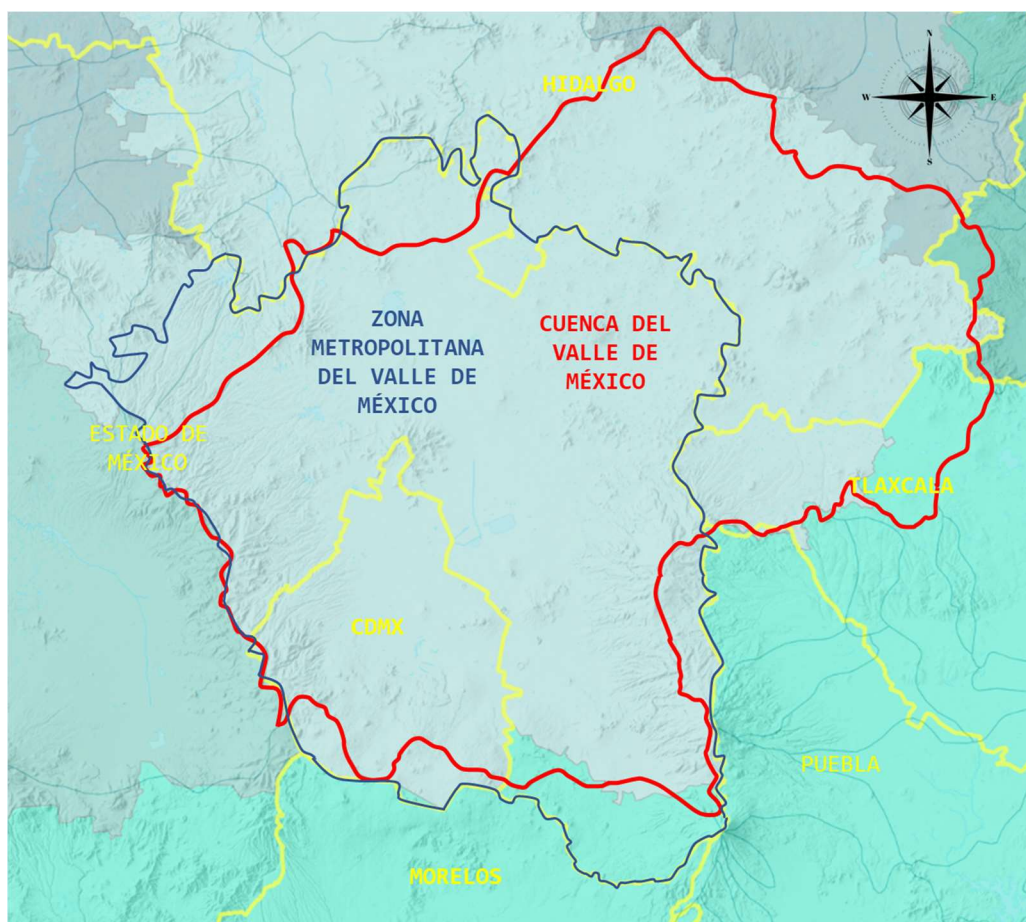 N
W
E
S
HIDALGO
ZONA
METROPOLITANA
DEL VALLE DE
MÉXICO
CUENCA DEL
VALLE DE
MÉXICO
ESTADO DE
MÉXICO
TLAXCALA
CDMX
PUEBLA
MORELOS